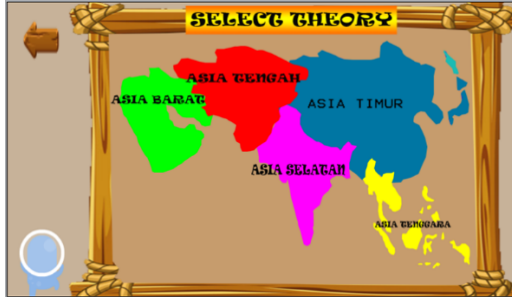 SELECT THEORY
ASIA TENGAH
ASIA BARAT
ASIA TIMUR
ASIA SELATAN
ASIA TENGGARA